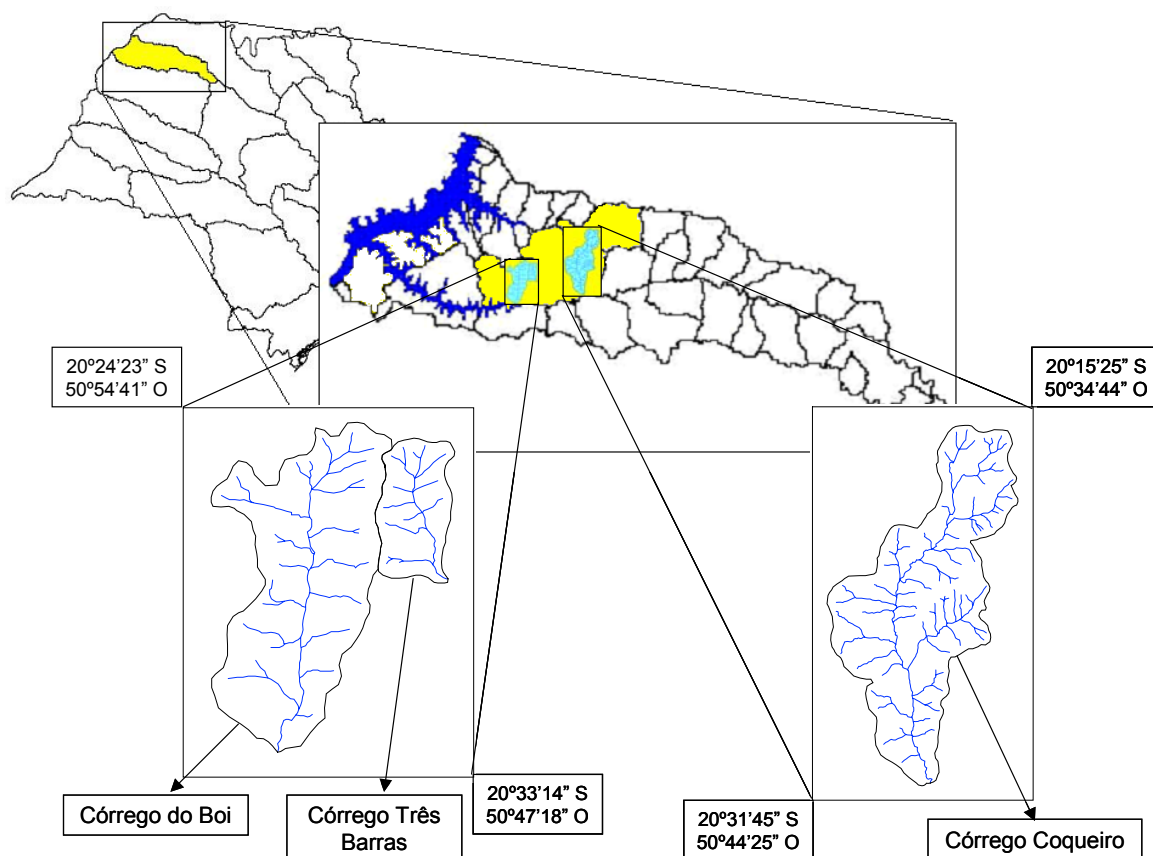 20º24’23” S
50º54’41” O
20º15’25” S
50º34’44” O
20º33’14” S
50º47’18” O
20º31’45” S
50º44’25” O
Córrego do Boi
Córrego Três
Barras
Córrego Coqueiro